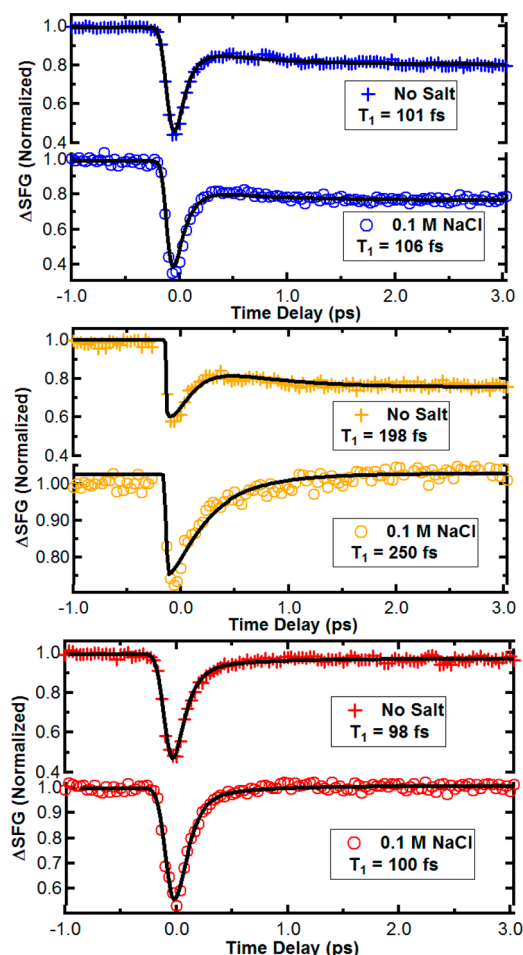 1.0
0.8
0.6
0.4
No Salt
T₁ = 101 fs
ΔSFG (Normalized)
1.0
0.8
0.6
0.4
0.1 M NaCl
T₁ = 106 fs
-1.0 0.0 1.0 2.0 3.0
Time Delay (ps)
1.0
0.8
0.6
0.4
No Salt
T₁ = 198 fs
ΔSFG (Normalized)
1.00
0.90
0.80
0.1 M NaCl
T₁ = 250 fs
-1.0 0.0 1.0 2.0 3.0
Time Delay (ps)
1.0
0.8
0.6
0.4
No Salt
T₁ = 98 fs
ΔSFG (Normalized)
1.0
0.9
0.8
0.7
0.6
0.1 M NaCl
T₁ = 100 fs
-1.0 0.0 1.0 2.0 3.0
Time Delay (ps)